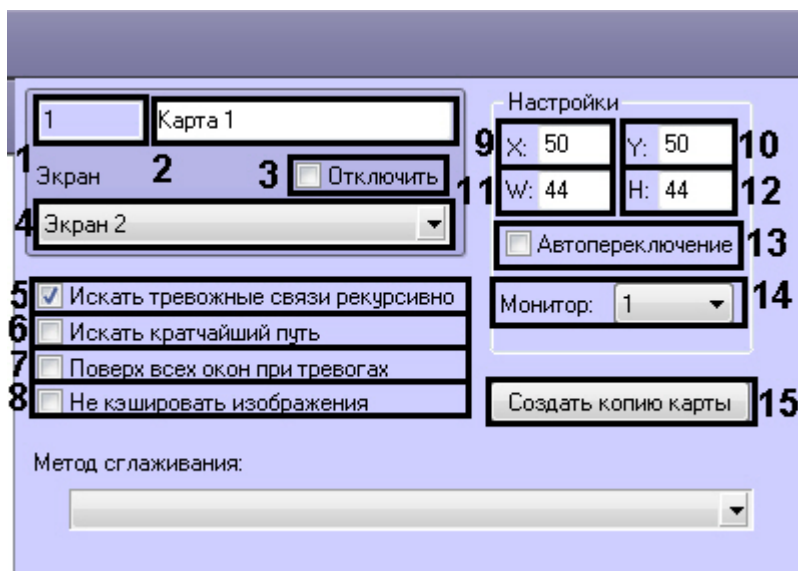 1 Карта 1
1 2 3 Отключить
Экран
4 Экран 2
5 Искать тревожные связи рекурсивно
6 Искать кратчайший путь
7 Поверх всех окон при тревогах
8 Не кэшировать изображения
Метод сглаживания:
Настройки
9 X: 50 Y: 50 10
11 W: 44 H: 44 12
Автопереключение 13
Монитор: 1 14
Создать копию карты 15